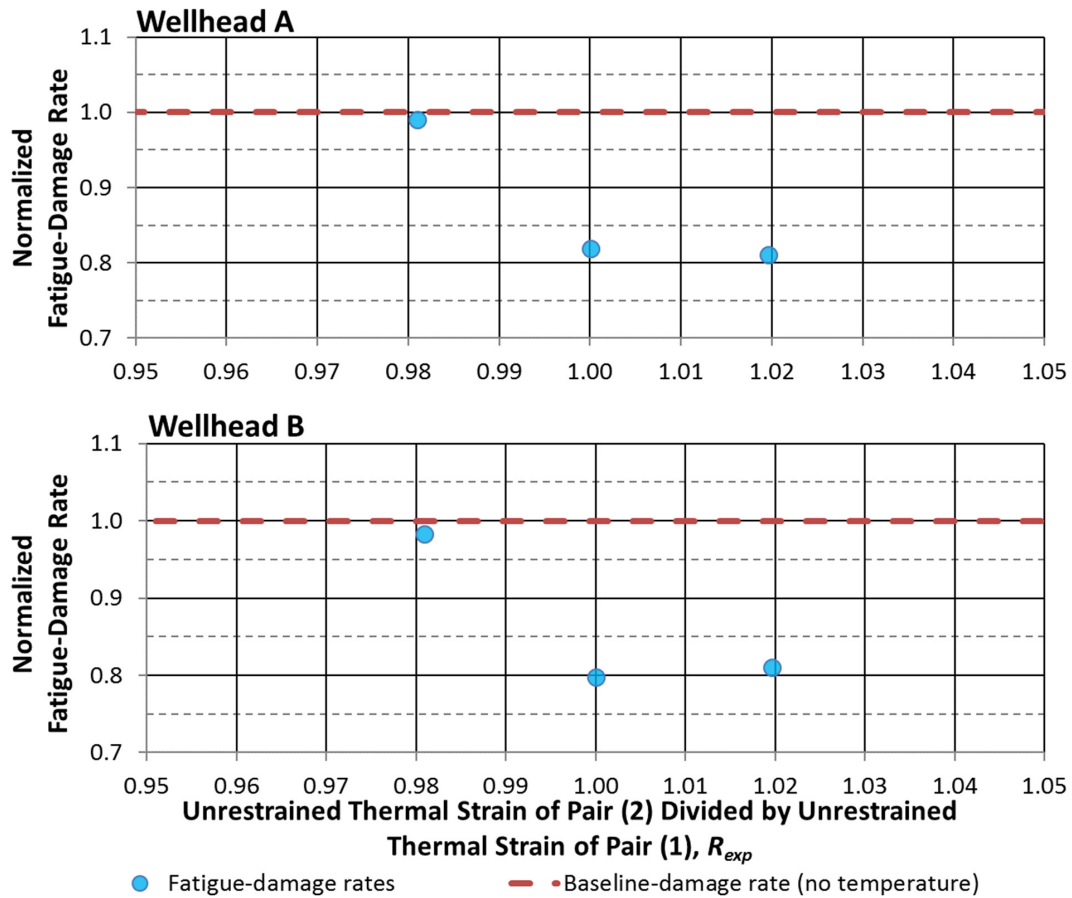 Wellhead A
Normalized
Fatigue-Damage Rate
1.1
1.0
0.9
0.8
0.7
0.95 0.96 0.97 0.98 0.99 1.00 1.01 1.02 1.03 1.04 1.05
Wellhead B
Normalized
Fatigue-Damage Rate
1.1
1.0
0.9
0.8
0.7
0.95 0.96 0.97 0.98 0.99 1.00 1.01 1.02 1.03 1.04 1.05
Unrestrained Thermal Strain of Pair (2) Divided by Unrestrained
Thermal Strain of Pair (1), Rexp
Fatigue-damage rates
Baseline-damage rate (no temperature)